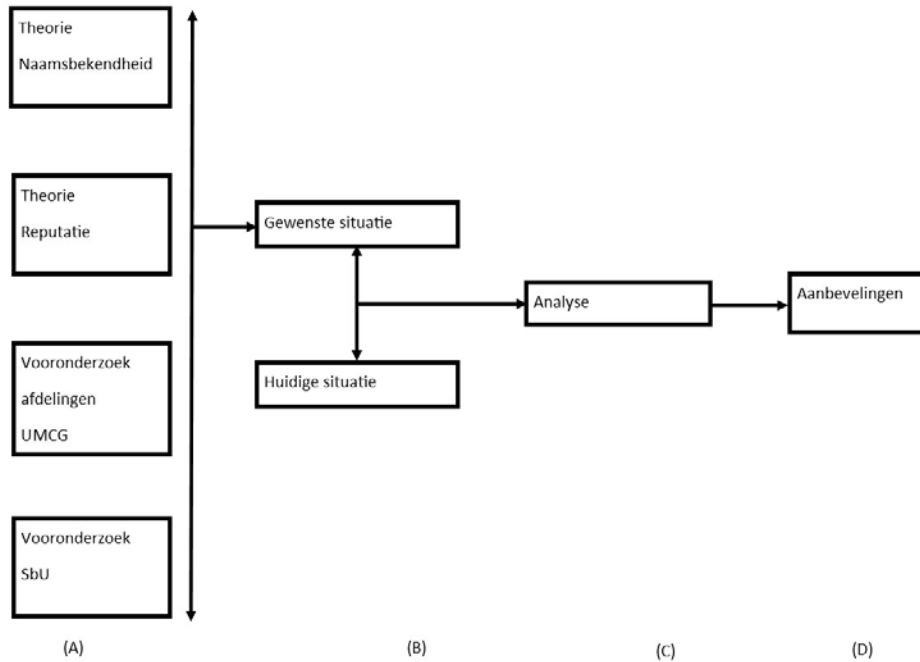 Theorie
Naamsbekendheid
Theorie
Reputatie
Vooronderzoek
afdelingen
UMCG
Vooronderzoek
SbU
Gewenste situatie
Huidige situatie
Analyse
Aanbevelingen
(A)
(B)
(C)
(D)